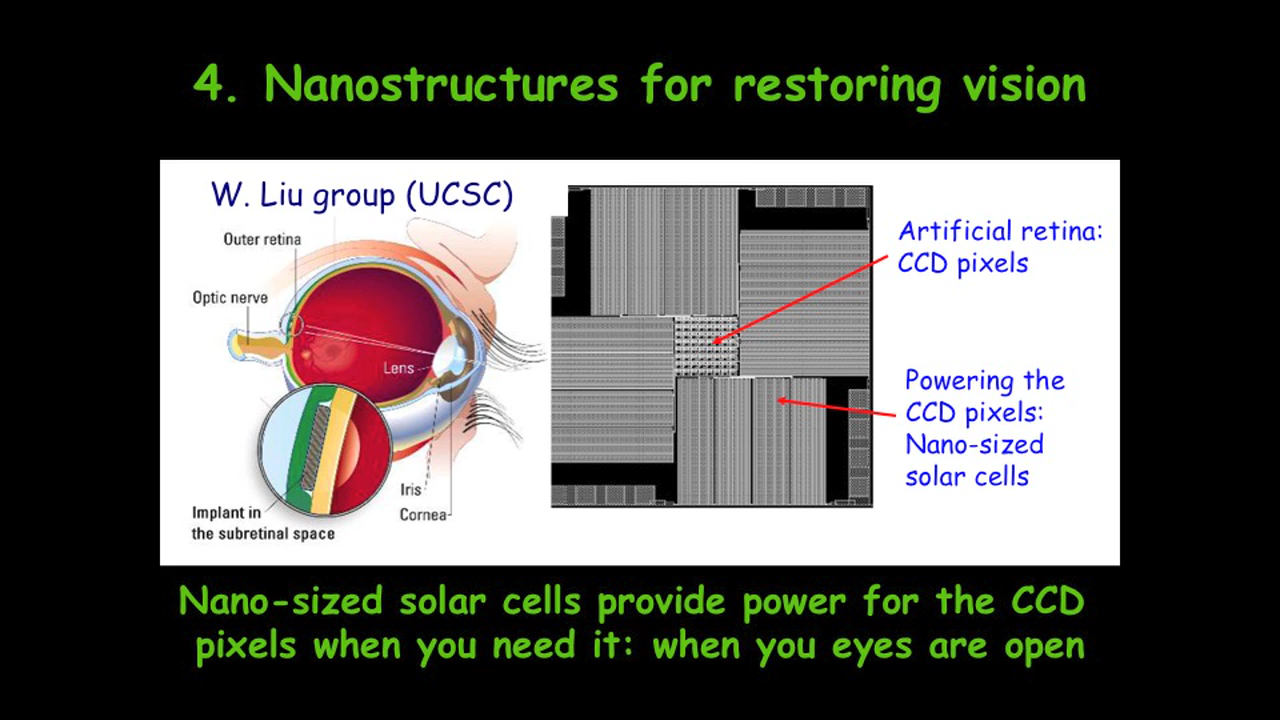 4. Nanostructures for restoring vision
W. Liu group (UCSC)
Outer retina
Optic nerve
Lens
Iris
Cornea
Implant in
the subretinal space
Artificial retina:
CCD pixels
Powering the
CCD pixels:
Nano-sized
solar cells
Nano-sized solar cells provide power for the CCD
pixels when you need it: when you eyes are open